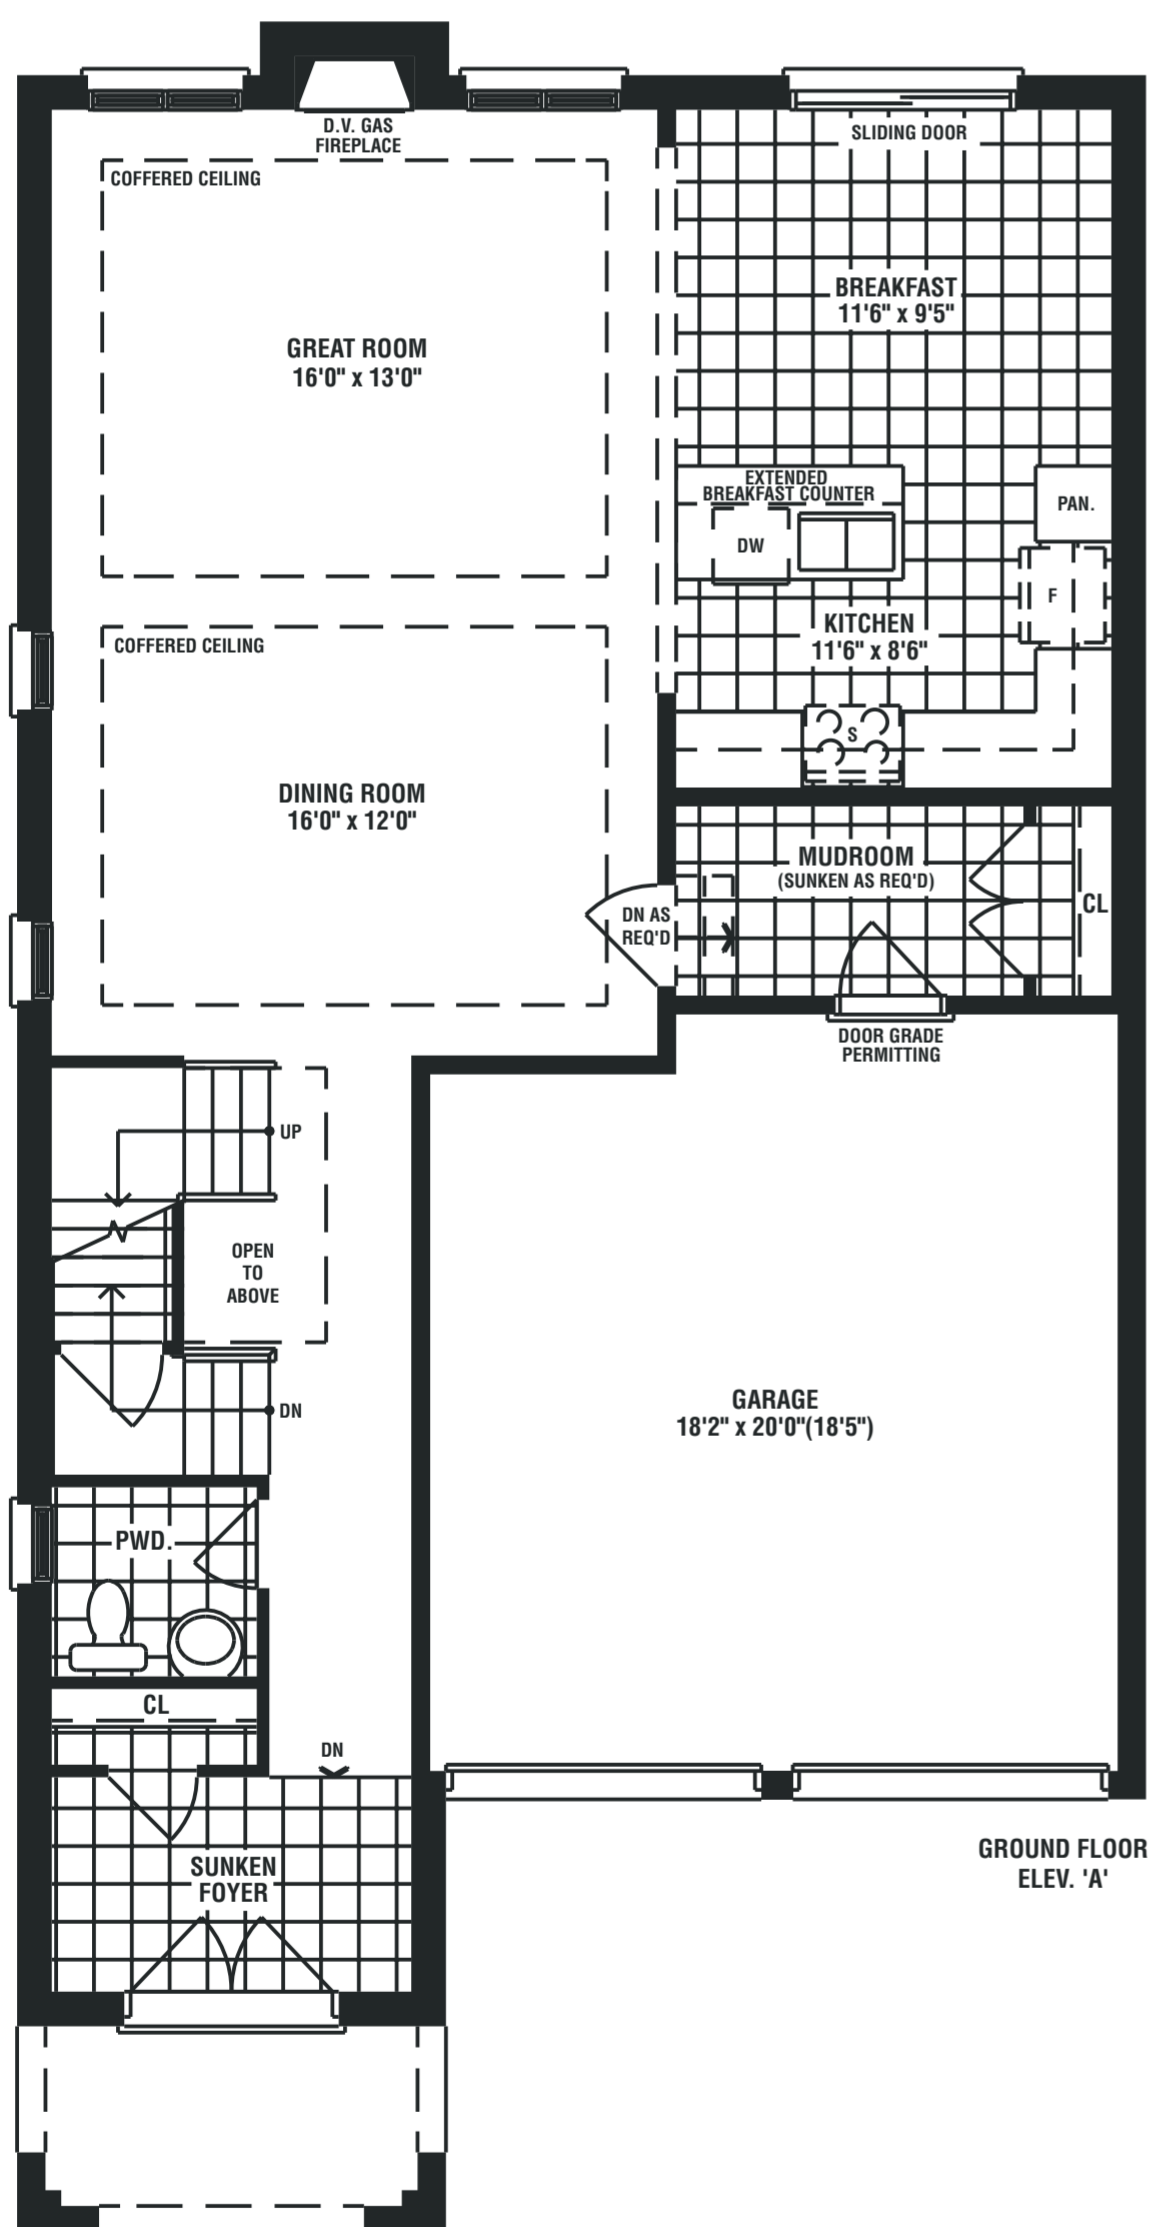 D.V. GAS
FIREPLACE
SLIDING DOOR
COFFERED CEILING
BREAKFAST
11'6" x 9'5"
GREAT ROOM
16'0" x 13'0"
EXTENDED
BREAKFAST COUNTER
PAN.
DW
F
KITCHEN
11'6" x 8'6"
COFFERED CEILING
S
DINING ROOM
16'0" x 12'0"
MUDROOM
(SUNKEN AS REQ'D)
CL
DN AS
REQ'D
DOOR GRADE
PERMITTING
UP
OPEN
TO
ABOVE
GARAGE
18'2" x 20'0"(18'5")
DN
PWD.
CL
DN
SUNKEN
FOYER
GROUND FLOOR
ELEV. 'A'